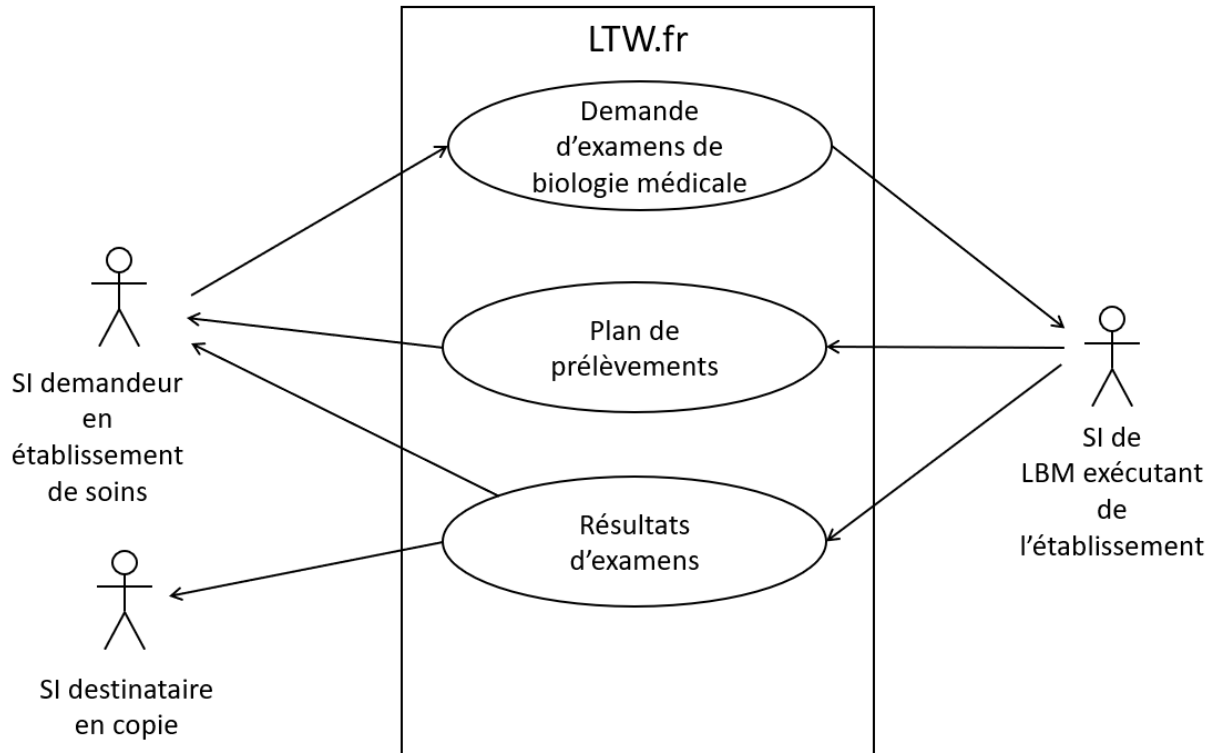 LTW.fr
Demande
d'examens de
biologie médicale
Plan de
prélèvements
SI demandeur
en
établissement
de soins
SI de
LBM exécutant
de
l'établissement
Résultats
d'examens
SI destinataire
en copie